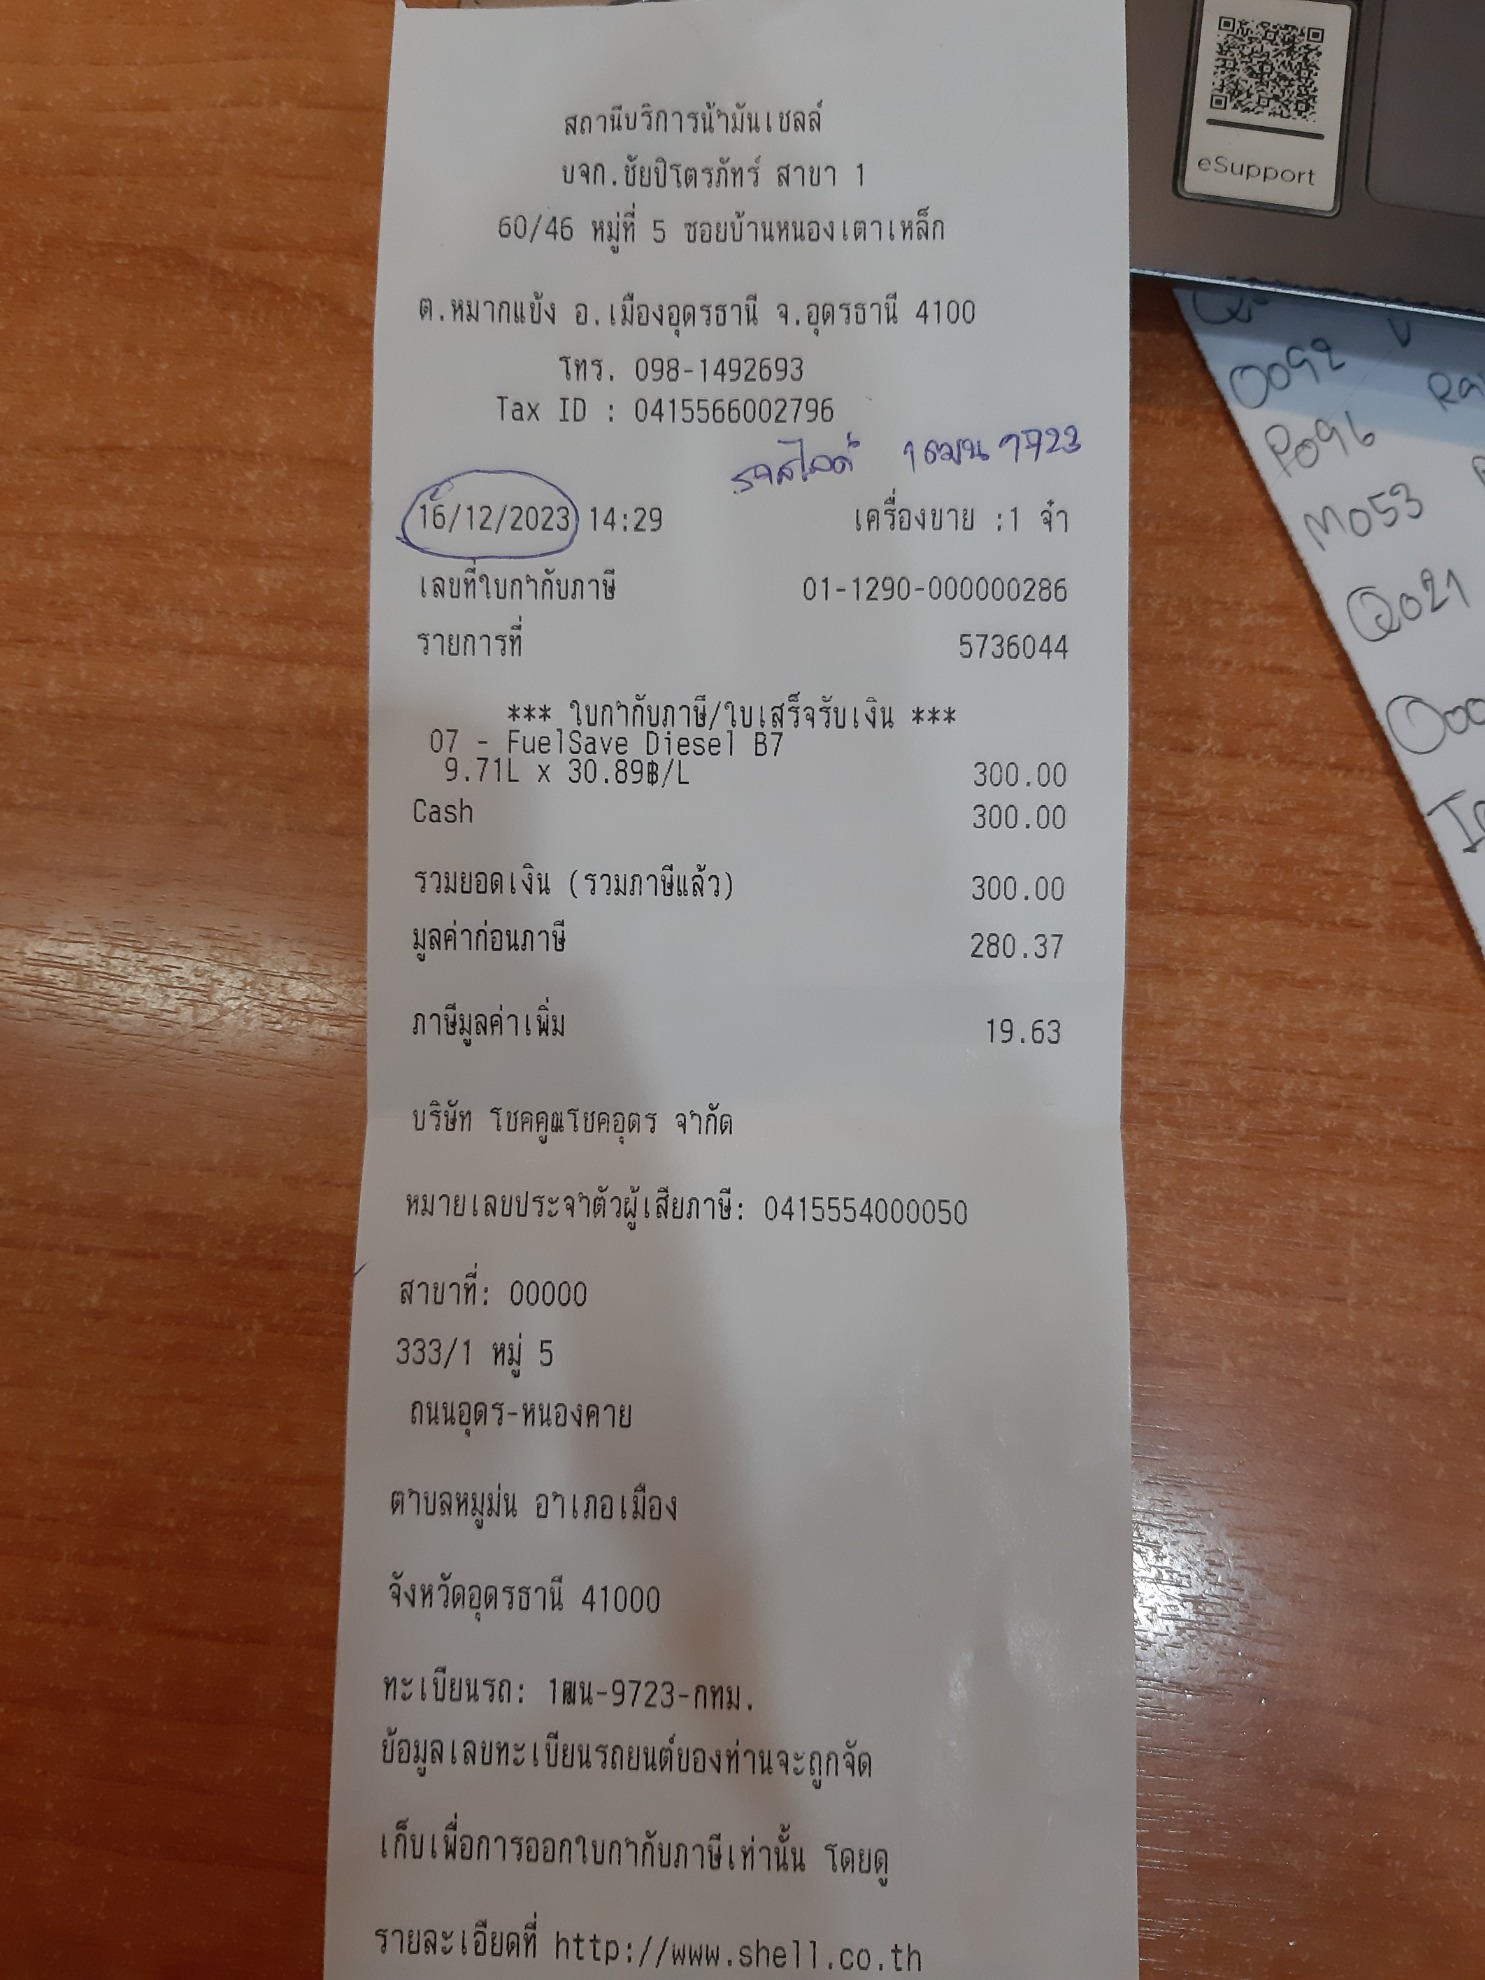 สถานีบริการน้ำมันเชลล์
บจก.ชัยปิโตรภัทร์ สาขา 1
60/46 หมู่ที่ 5 ซอยบ้านหนองเตาเหล็ก
ต.หมากแข้ง อ.เมืองอุดรธานี จ.อุดรธานี 4100
โทร. 098-1492693
Tax ID : 0415566002796
16/12/2023 14:29 เครื่องขาย :1 จำ
เลขที่ใบกำกับภาษี 01-1290-000000286
รายการที่ 5736044
*** ใบกำกับภาษี/ใบเสร็จรับเงิน ***
07 - FuelSave Diesel B7
9.71L x 30.89฿/L 300.00
Cash 300.00
รวมยอดเงิน (รวมภาษีแล้ว) 300.00
มูลค่าก่อนภาษี 280.37
ภาษีมูลค่าเพิ่ม 19.63
บริษัท โชคคูณโชคอุดร จำกัด
หมายเลขประจำตัวผู้เสียภาษี: 0415554000050
สาขาที่: 00000
333/1 หมู่ 5
ถนนอุดร-หนองคาย
ตำบลหมูม่น อำเภอเมือง
จังหวัดอุดรธานี 41000
ทะเบียนรถ: 1ฒน-9723-กทม.
ข้อมูลเลขทะเบียนรถยนต์ของท่านจะถูกจัด
เก็บเพื่อการออกใบกำกับภาษีเท่านั้น โดยดู
รายละเอียดที่ http://www.shell.co.th
eSupport
0092
P096
M053
Q021